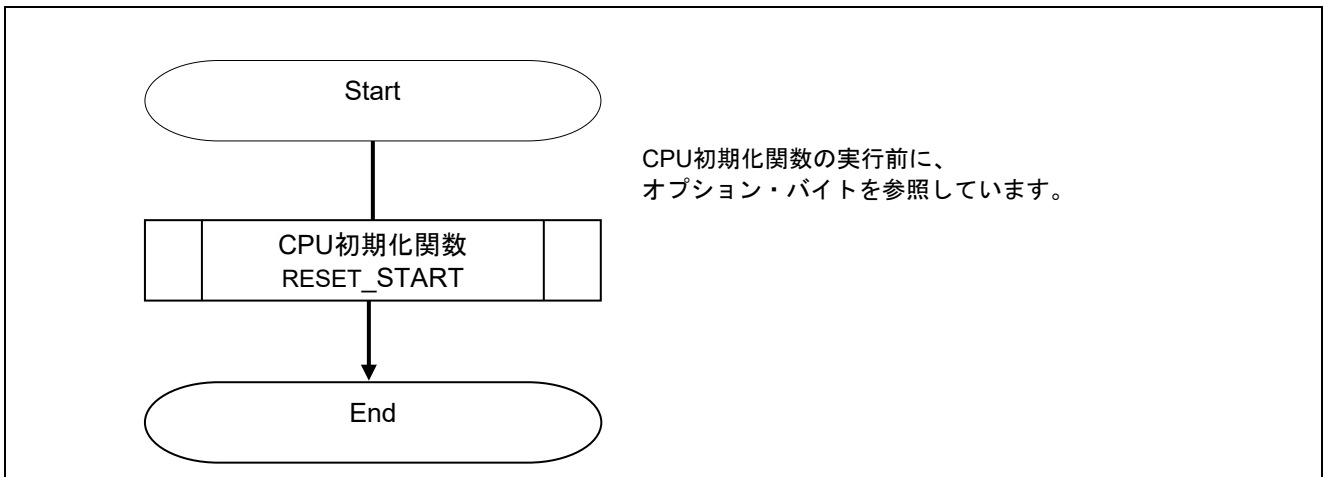 Start
CPU初期化関数の実行前に、
オプション・バイトを参照しています。
CPU初期化関数
RESET_START
End